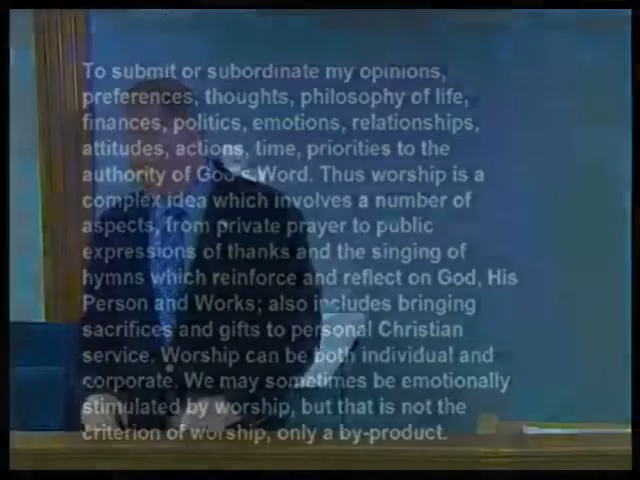 To submit or subordinate my opinions,
preferences, thoughts, philosophy of life,
finances, politics, emotions, relationships,
attitudes, actions, time, priorities to the
authority of God's Word. Thus worship is a
complex idea which involves a number of
aspects, from private prayer to public
expressions of thanks and the singing of
hymns which reinforce and reflect on God, His
Person and Works; also includes bringing
sacrifices and gifts to personal Christian
service. Worship can be both individual and
corporate. We may sometimes be emotionally
stimulated by worship, but that is not the
criterion of worship, only a by-product.